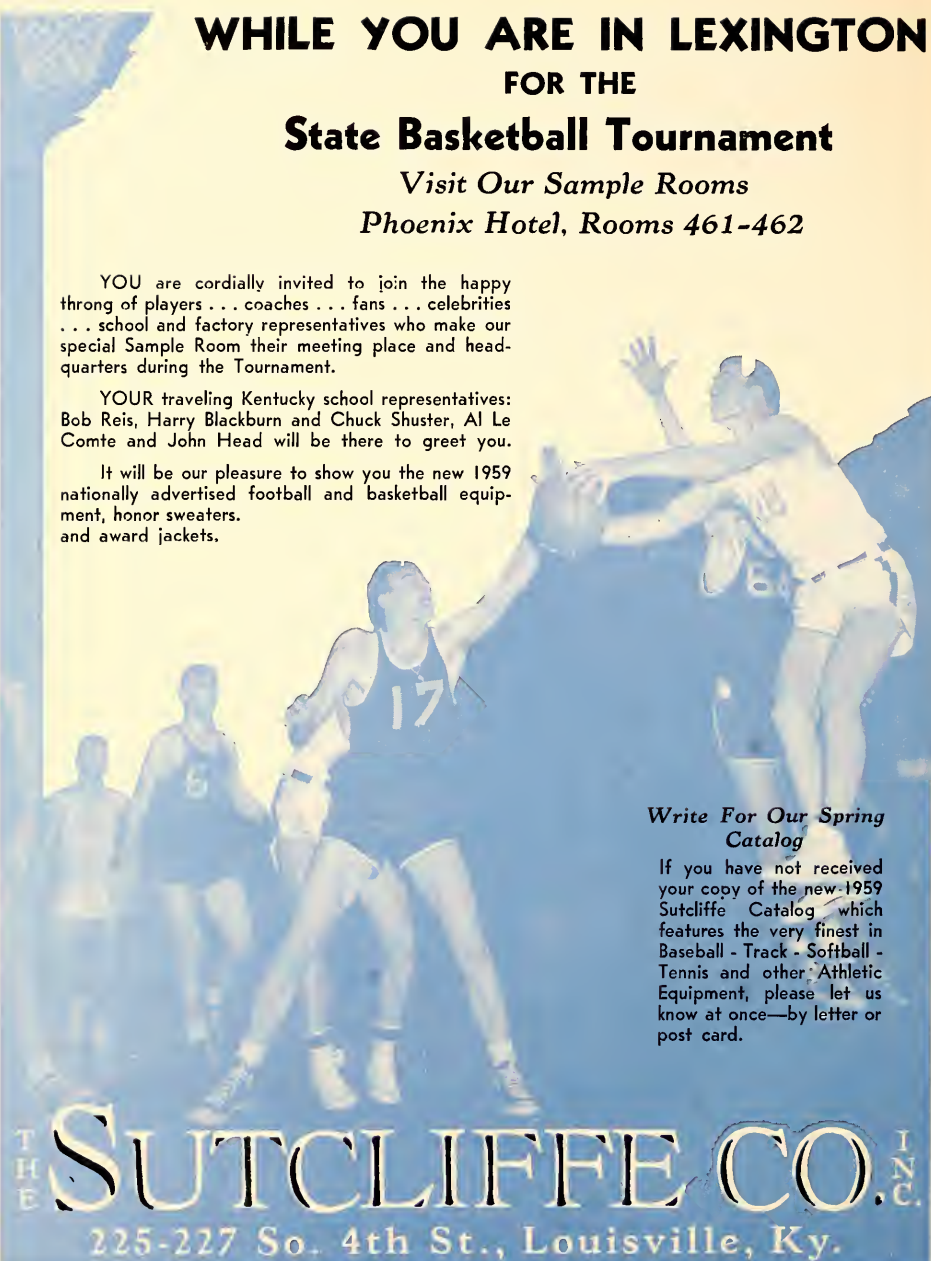 WHILE YOU ARE IN LEXINGTON
FOR THE
State Basketball Tournament
Visit Our Sample Rooms
Phoenix Hotel, Rooms 461-462
YOU are cordially invited to join the happy
throng of players . . . coaches . . . fans . . . celebrities
. . . school and factory representatives who make our
special Sample Room their meeting place and head-
quarters during the Tournament.
YOUR traveling Kentucky school representatives:
Bob Reis, Harry Blackburn and Chuck Shuster, Al Le
Comte and John Head will be there to greet you.
It will be our pleasure to show you the new 1959
nationally advertised football and basketball equip-
ment, honor sweaters.
and award jackets.
17
6
Write For Our Spring
Catalog
If you have not received
your copy of the new 1959
Sutcliffe Catalog which
features the very finest in
Baseball - Track - Softball -
Tennis and other Athletic
Equipment, please let us
know at once—by letter or
post card.
THE SUTCLIFFE CO. INC.
225-227 So. 4th St., Louisville, Ky.